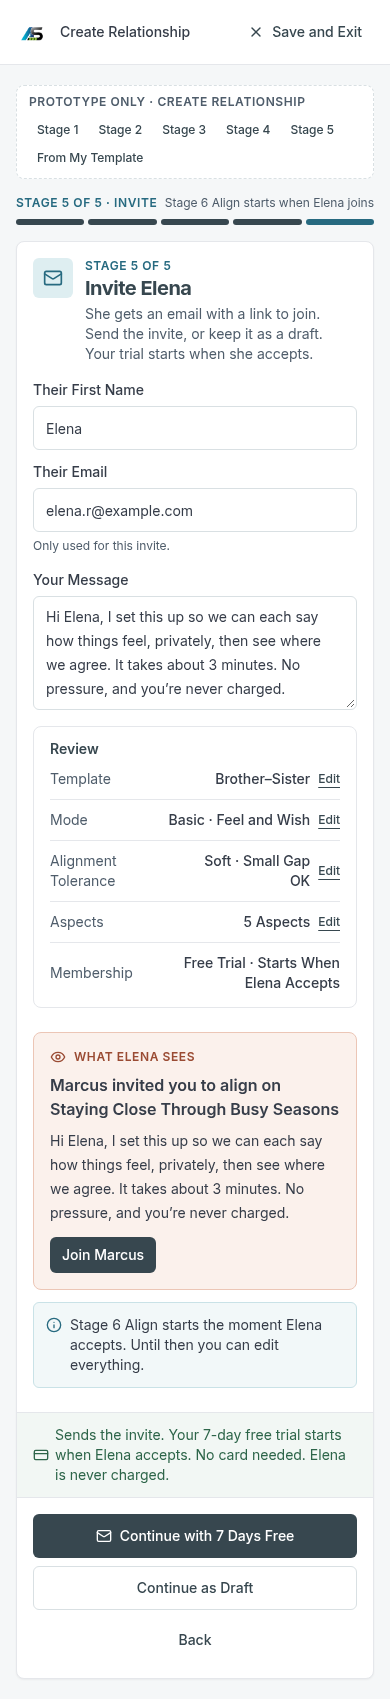 Create Relationship
Save and Exit
PROTOTYPE ONLY · CREATE RELATIONSHIP
Stage 1 Stage 2 Stage 3 Stage 4 Stage 5
From My Template
STAGE 5 OF 5 · INVITE Stage 6 Align starts when Elena joins
STAGE 5 OF 5
Invite Elena
She gets an email with a link to join.
Send the invite, or keep it as a draft.
Your trial starts when she accepts.
Their First Name
Elena
Their Email
elena.r@example.com
Only used for this invite.
Your Message
Hi Elena, I set this up so we can each say
how things feel, privately, then see where
we agree. It takes about 3 minutes. No
pressure, and you’re never charged.
Review
Template Brother–Sister Edit
Mode Basic · Feel and Wish Edit
Alignment Tolerance Soft · Small Gap OK Edit
Aspects 5 Aspects Edit
Membership Free Trial · Starts When Elena Accepts
WHAT ELENA SEES
Marcus invited you to align on
Staying Close Through Busy Seasons
Hi Elena, I set this up so we can each say
how things feel, privately, then see where
we agree. It takes about 3 minutes. No
pressure, and you’re never charged.
Join Marcus
Stage 6 Align starts the moment Elena
accepts. Until then you can edit
everything.
Sends the invite. Your 7-day free trial starts
when Elena accepts. No card needed. Elena
is never charged.
Continue with 7 Days Free
Continue as Draft
Back